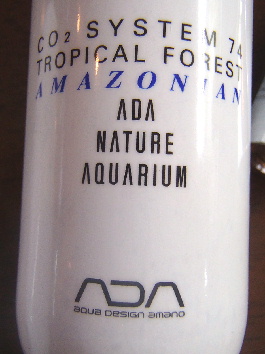 CO₂ SYSTEM 74
TROPICAL FOREST
AMAZONIAN
ADA
NATURE
AQUARIUM
ADA
aqua design amano